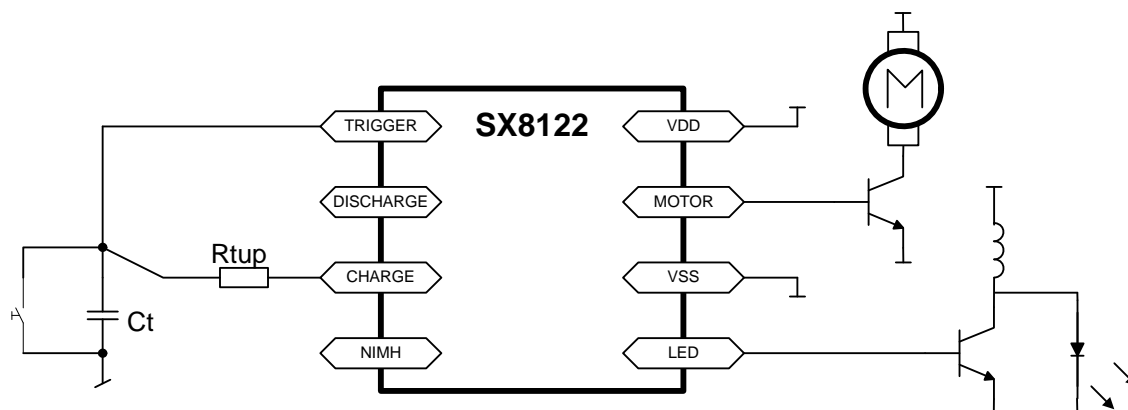 SX8122
TRIGGER
VDD
DISCHARGE
MOTOR
Rtup
CHARGE
VSS
Ct
NIMH
LED
M